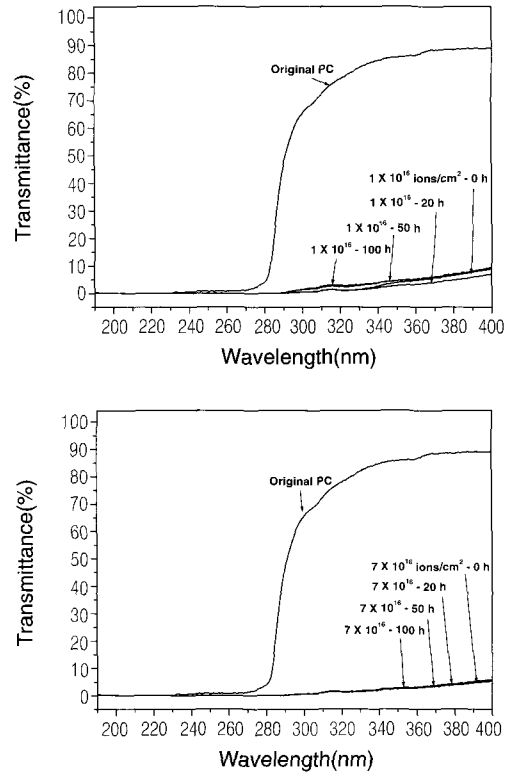 Transmittance(%)
100
90
80
70
60
50
40
30
20
10
0
Original PC
1 X 10¹⁶ ions/cm² - 0 h
1 X 10¹⁶ - 20 h
1 X 10¹⁶ - 50 h
1 X 10¹⁶ - 100 h
200 220 240 260 280 300 320 340 360 380 400
Wavelength(nm)
Transmittance(%)
100
90
80
70
60
50
40
30
20
10
0
Original PC
7 X 10¹⁶ ions/cm² - 0 h
7 X 10¹⁶ - 20 h
7 X 10¹⁶ - 50 h
7 X 10¹⁶ - 100 h
200 220 240 260 280 300 320 340 360 380 400
Wavelength(nm)